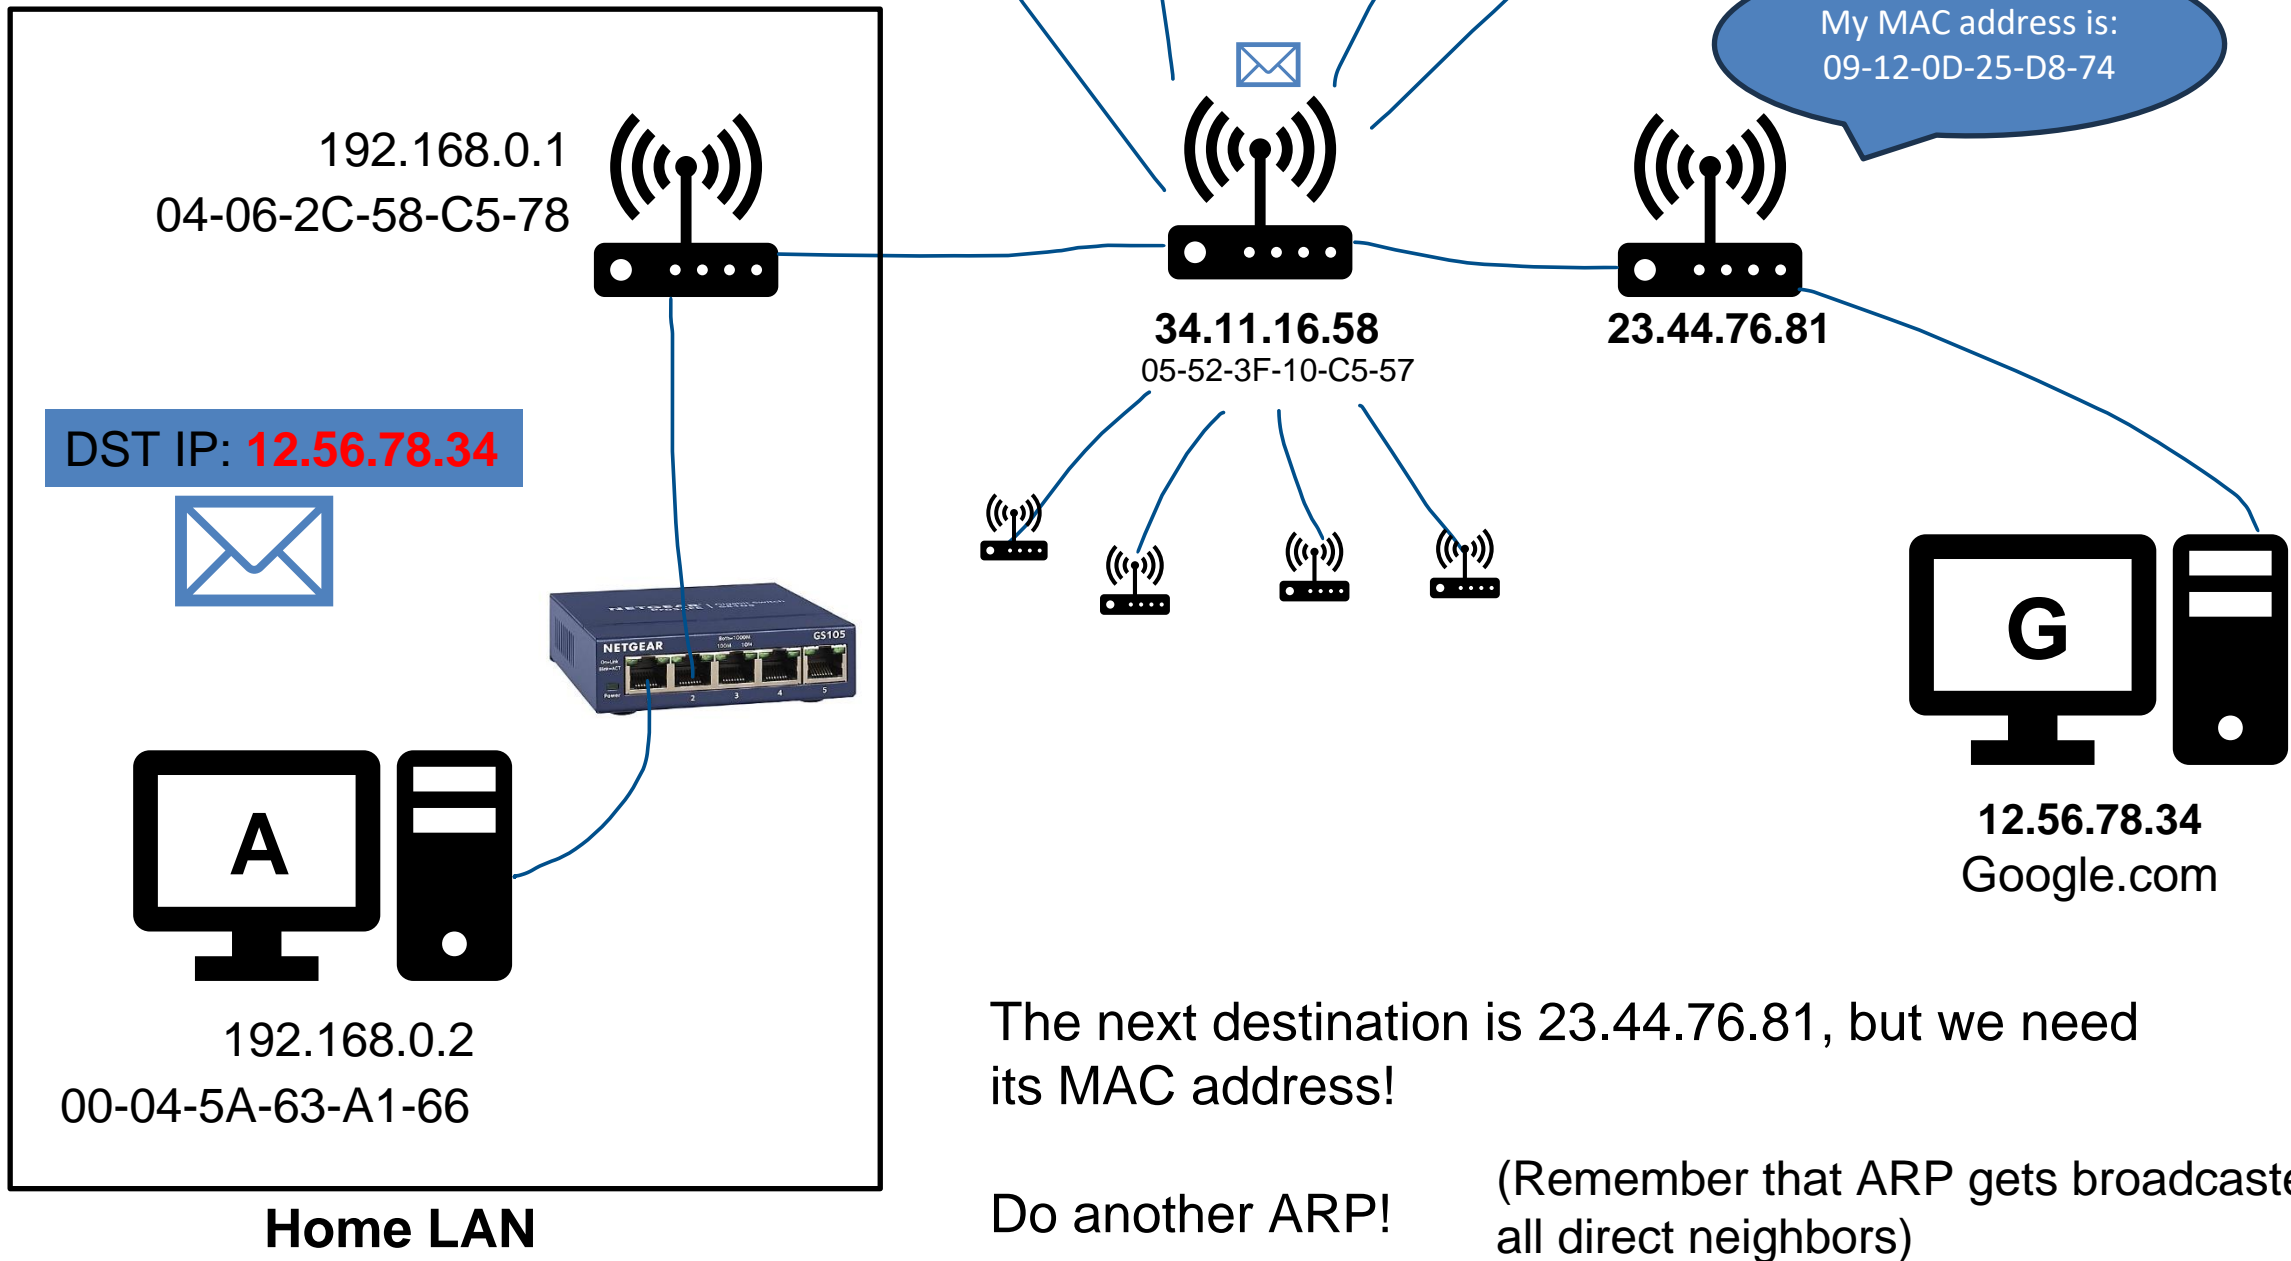 My MAC address is:
09-12-0D-25-D8-74
192.168.0.1
04-06-2C-58-C5-78
34.11.16.58
05-52-3F-10-C5-57
23.44.76.81
DST IP: 12.56.78.34
NETGEAR
GS105
2 3 4 5
G
12.56.78.34
Google.com
A
192.168.0.2
00-04-5A-63-A1-66
Home LAN
The next destination is 23.44.76.81, but we need
its MAC address!
Do another ARP!
(Remember that ARP gets broadcaste
all direct neighbors)